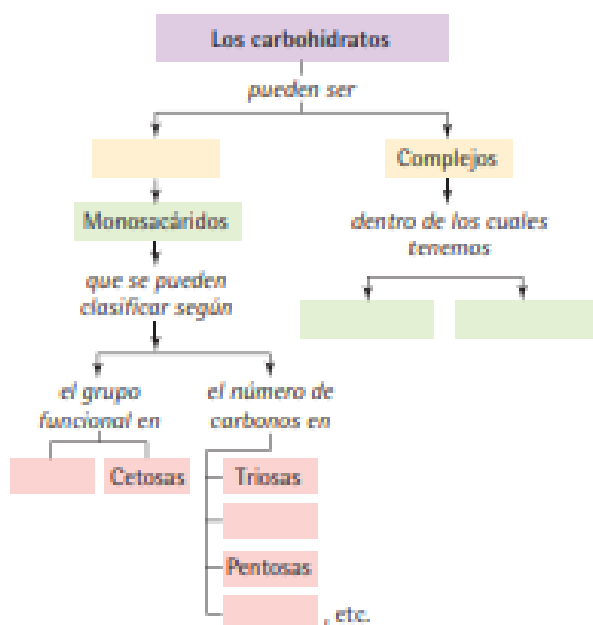 Los carbohidratos
pueden ser
Complejos
Monosacáridos
dentro de los cuales
tenemos
que se pueden
clasificar según
el grupo
funcional en
el número de
carbonos en
Cetosas
Triosas
Pentosas
, etc.